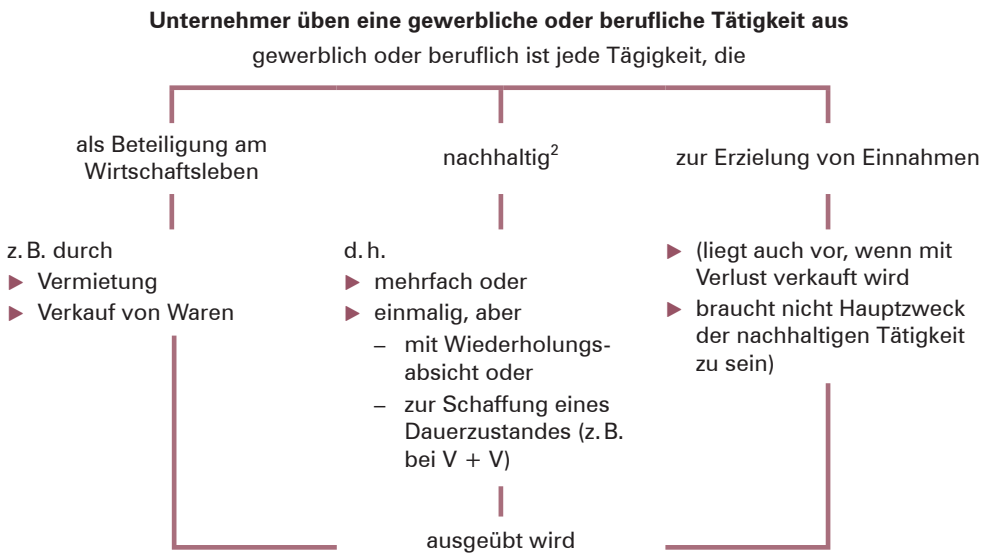 Unternehmer üben eine gewerbliche oder berufliche Tätigkeit aus
gewerblich oder beruflich ist jede Tägigkeit, die
als Beteiligung am
Wirtschaftsleben
z. B. durch
▶ Vermietung
▶ Verkauf von Waren
nachhaltig²
d. h.
▶ mehrfach oder
▶ einmalig, aber
– mit Wiederholungs-
absicht oder
– zur Schaffung eines
Dauerzustandes (z. B.
bei V + V)
zur Erzielung von Einnahmen
▶ (liegt auch vor, wenn mit
Verlust verkauft wird
▶ braucht nicht Hauptzweck
der nachhaltigen Tätigkeit
zu sein)
ausgeübt wird